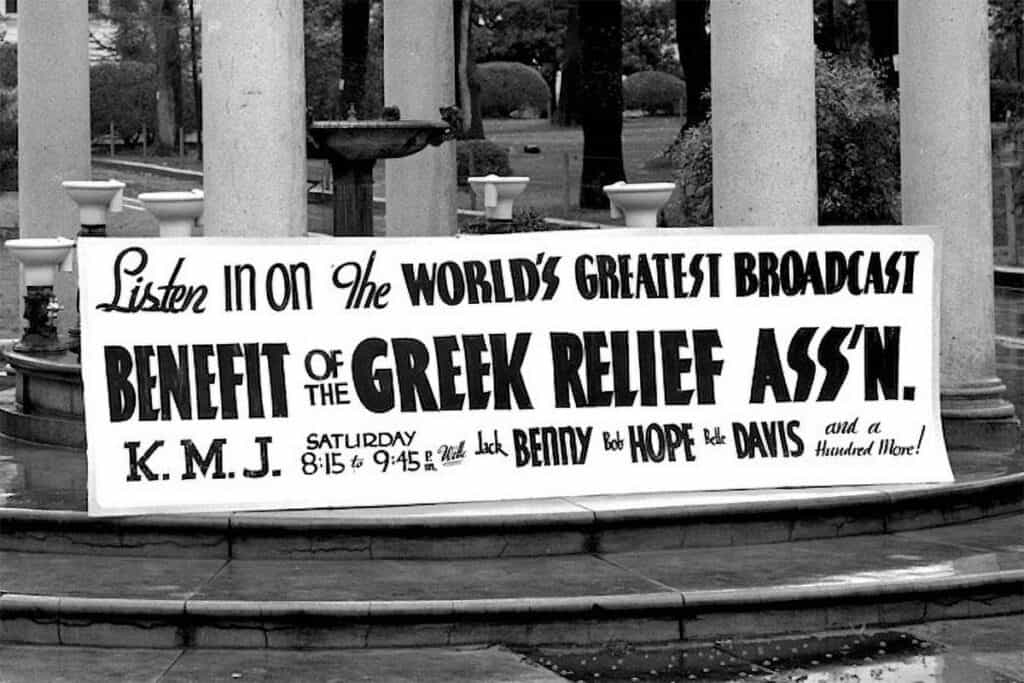 Listen IN ON The WORLD'S GREATEST BROADCAST
BENEFIT OF THE GREEK RELIEF ASS'N.
K. M. J. SATURDAY 8:15 to 9:45 P.M. With Jack BENNY Bob HOPE Bette DAVIS and a Hundred More!